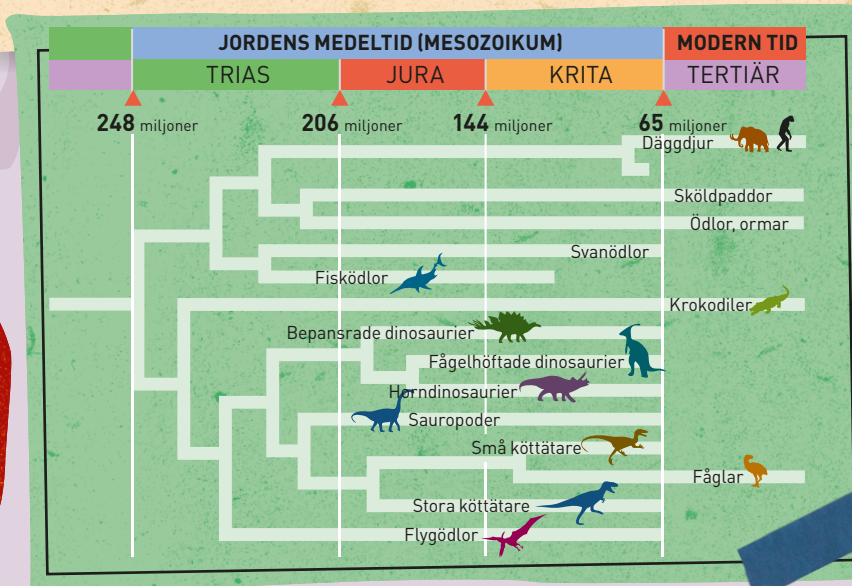 JORDENS MEDELTID (MESOZOIKUM) MODERN TID
TRIAS JURA KRITA TERTIÄR
248 miljoner 206 miljoner 144 miljoner 65 miljoner
Däggdjur
Sköldpaddor
Ödlor, ormar
Svanödlor
Fisködlor
Krokodiler
Bepansrade dinosaurier
Fågelhöftade dinosaurier
Horndinosaurier
Sauropoder
Små köttätare
Fåglar
Stora köttätare
Flygödlor